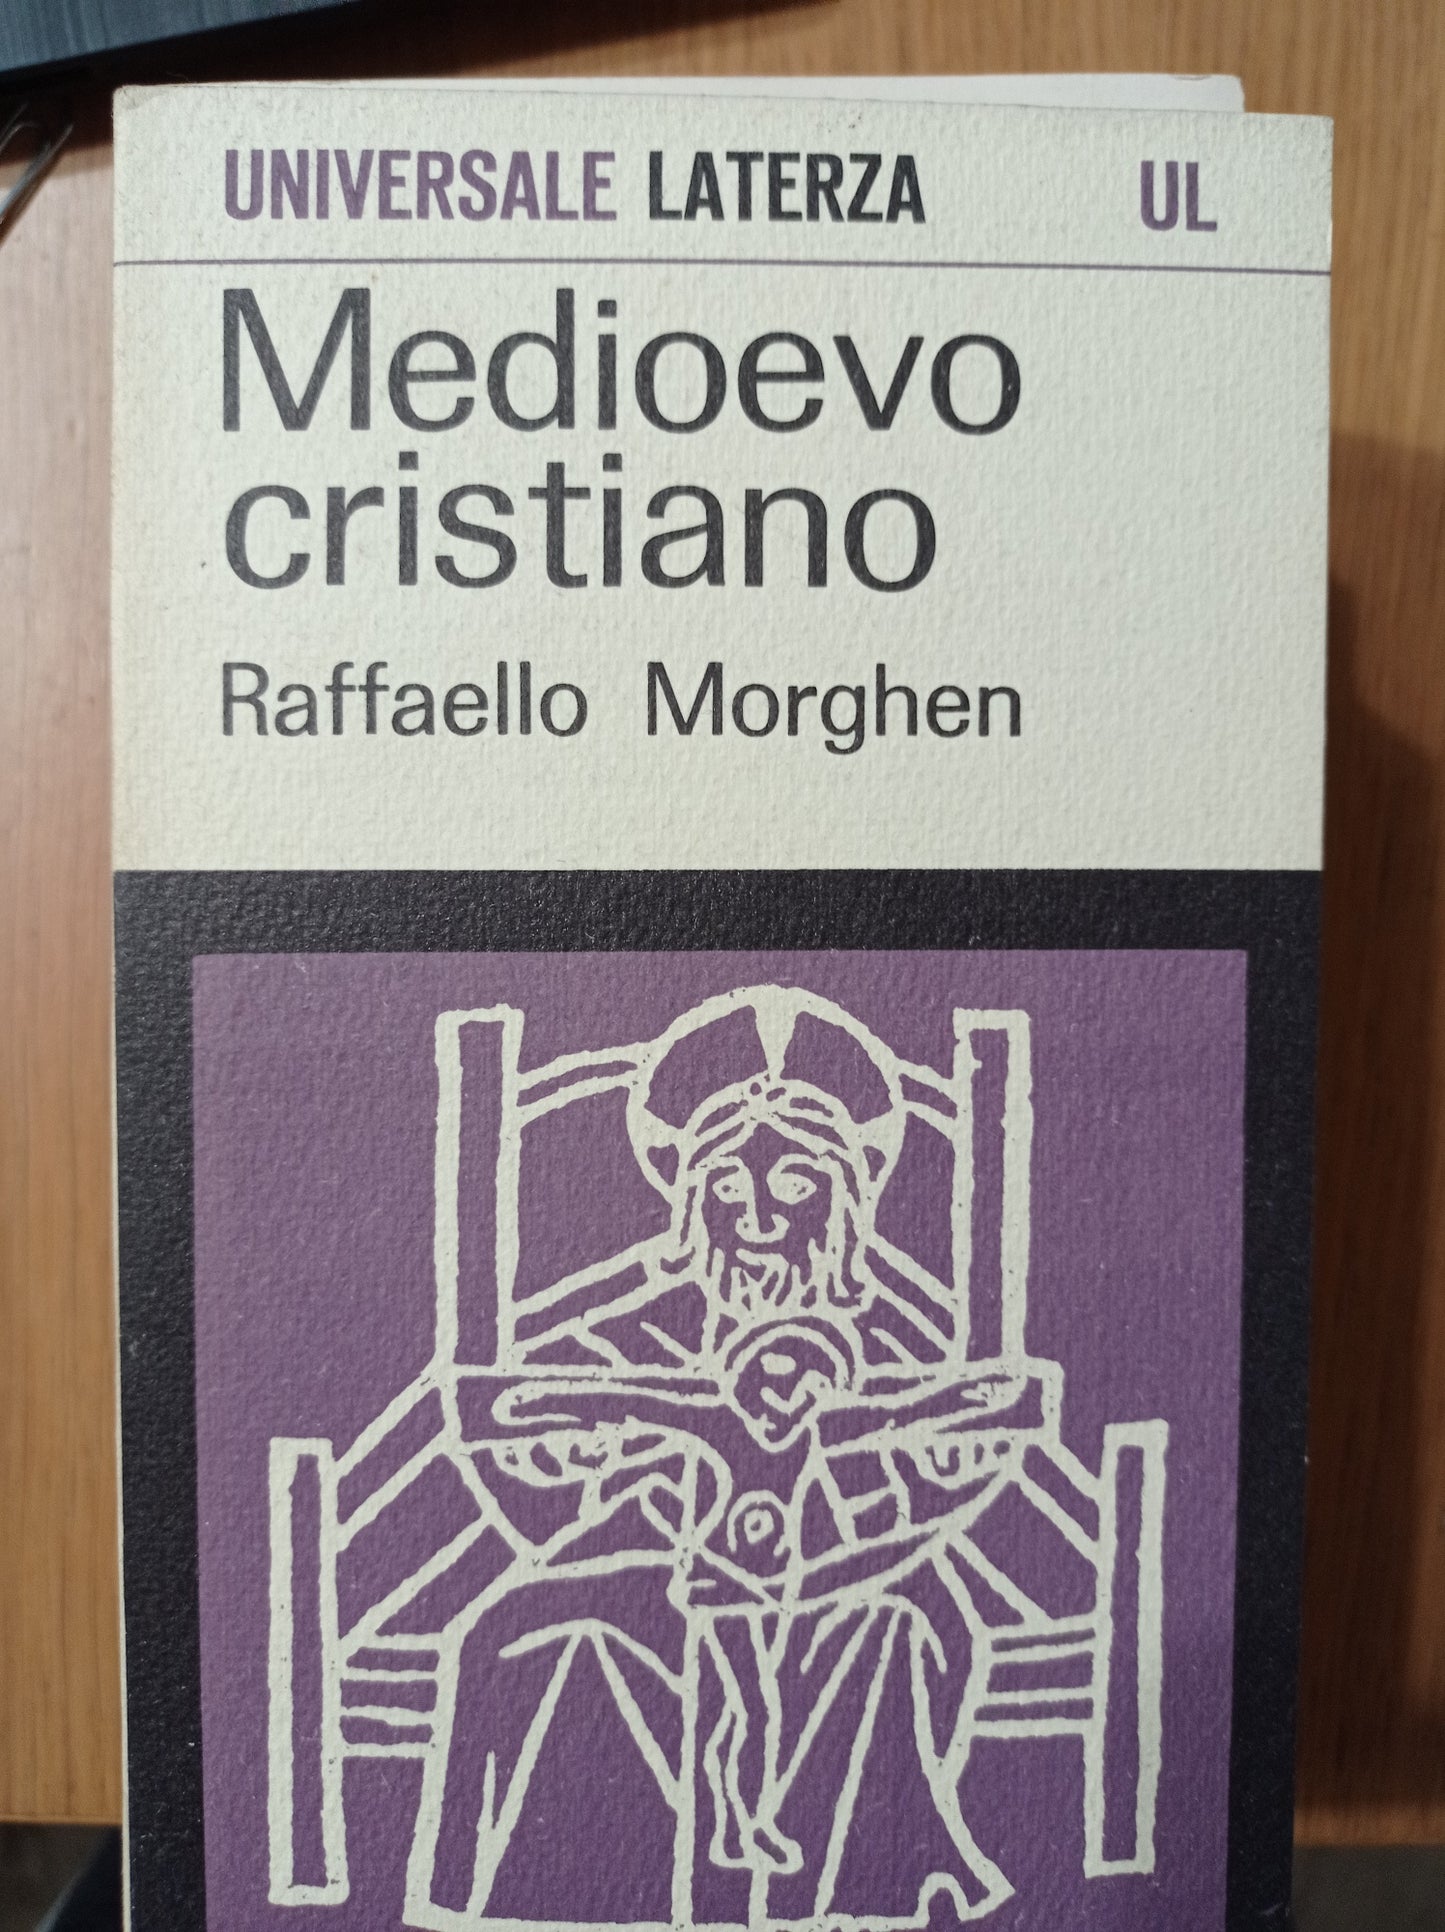 UNIVERSALE LATERZA UL
Medioevo
cristiano
Raffaello Morghen